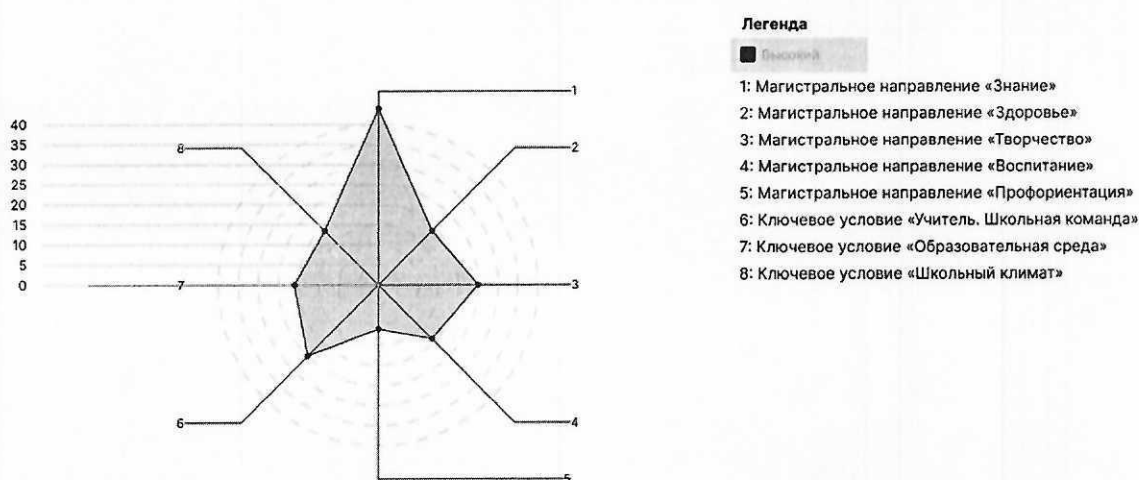 Легенда
Высокий
1: Магистральное направление «Знание»
2: Магистральное направление «Здоровье»
3: Магистральное направление «Творчество»
4: Магистральное направление «Воспитание»
5: Магистральное направление «Профориентация»
6: Ключевое условие «Учитель. Школьная команда»
7: Ключевое условие «Образовательная среда»
8: Ключевое условие «Школьный климат»
40
35
30
25
20
15
10
5
0
1
2
3
4
5
6
7
8